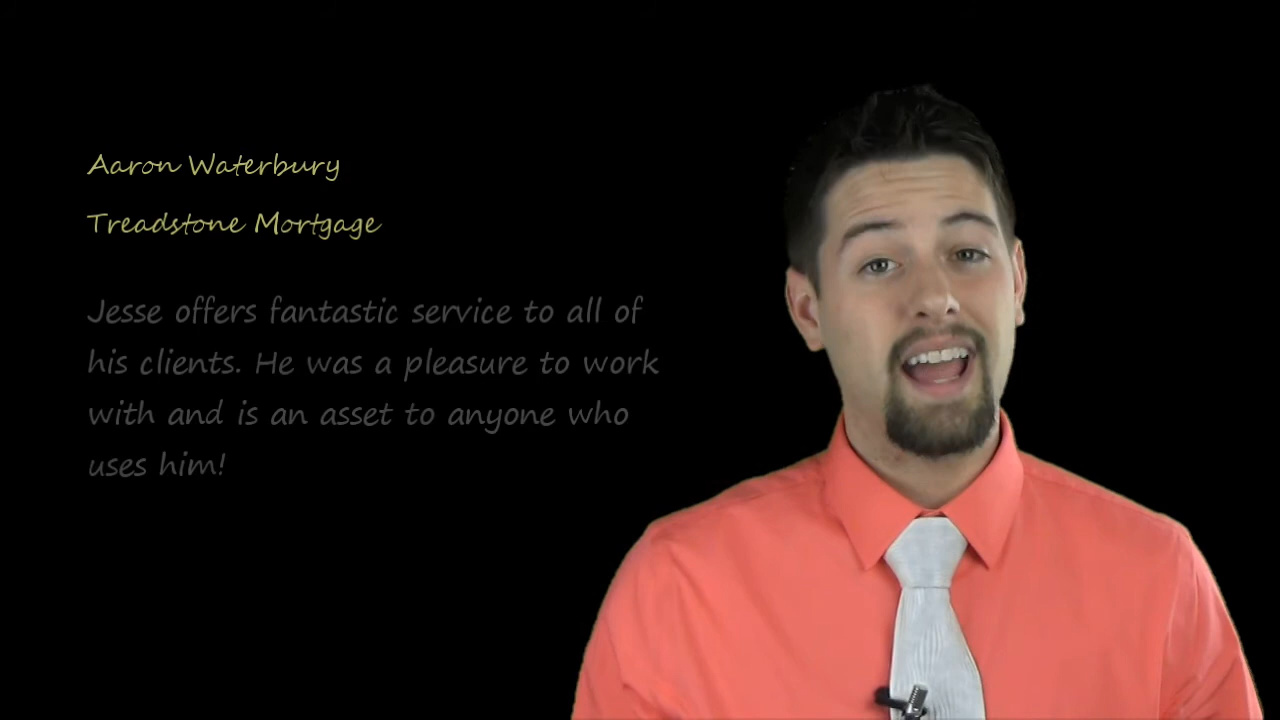 Aaron Waterbury
Treadstone Mortgage
Jesse offers fantastic service to all of
his clients. He was a pleasure to work
with and is an asset to anyone who
uses him!